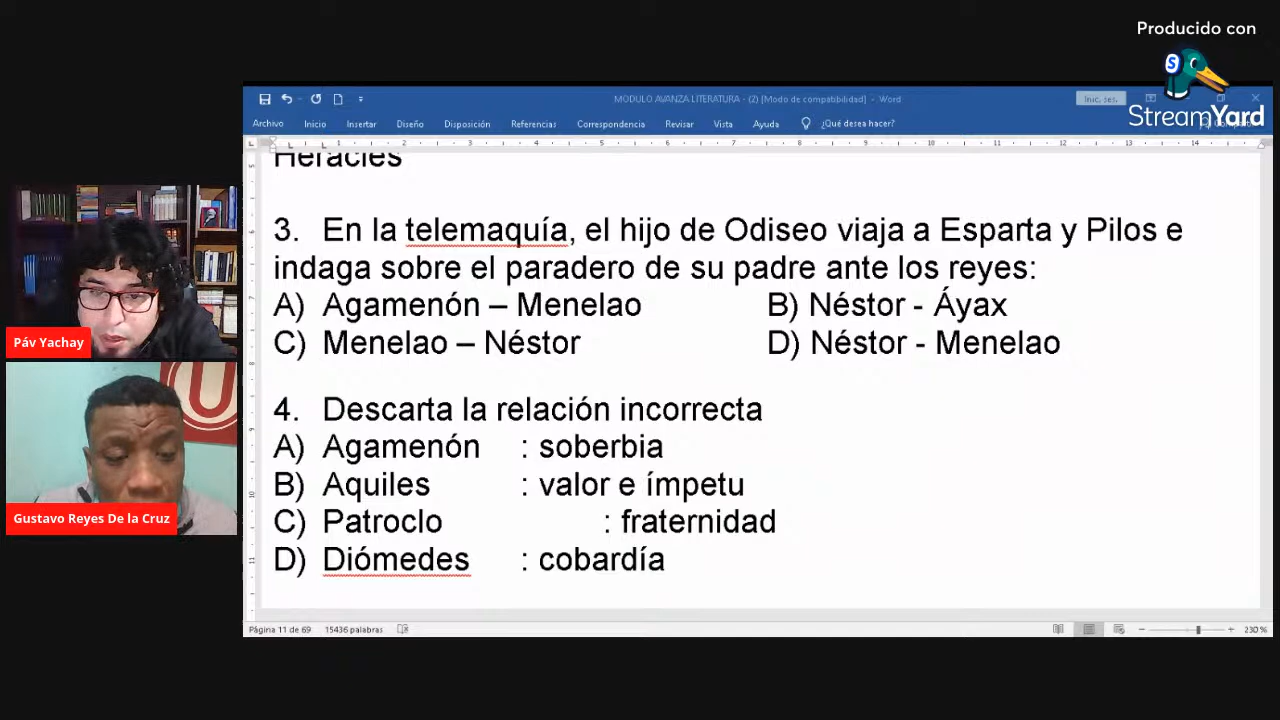 Producido con
StreamYard
MODULO AVANZA LITERATURA - (2) [Modo de compatibilidad] - Word
Inic. ses.
Archivo Inicio Insertar Diseño Disposición Referencias Correspondencia Revisar Vista Ayuda ¿Qué desea hacer?
Heracles
3. En la telemaquía, el hijo de Odiseo viaja a Esparta y Pilos e
indaga sobre el paradero de su padre ante los reyes:
A) Agamenón – Menelao B) Néstor - Áyax
C) Menelao – Néstor D) Néstor - Menelao
4. Descarta la relación incorrecta
A) Agamenón : soberbia
B) Aquiles : valor e ímpetu
C) Patroclo : fraternidad
D) Diómedes : cobardía
Página 11 de 69 15436 palabras 230 %
Páv Yachay
Gustavo Reyes De la Cruz